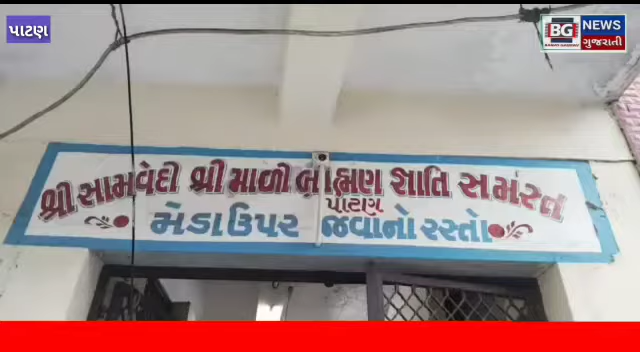 પાટણ
BG
NEWS
ગુજરાતી
શ્રી સામવેદી શ્રી માળી બ્રાહ્મણ જ્ઞાતિ સમસ્ત
પાટણ
મેડા ઉપર જવાનો રસ્તો